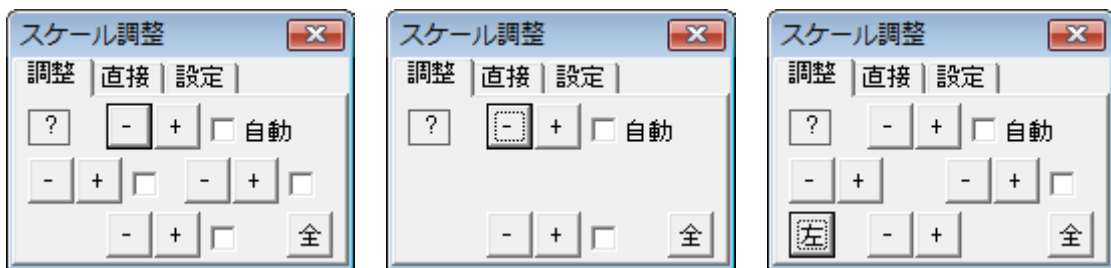 スケール調整
調整 直接 設定
? - + 自動
- + - +
- + 全
スケール調整
調整 直接 設定
? - + 自動
- + 全
スケール調整
調整 直接 設定
? - + 自動
- + - +
左 - + 全